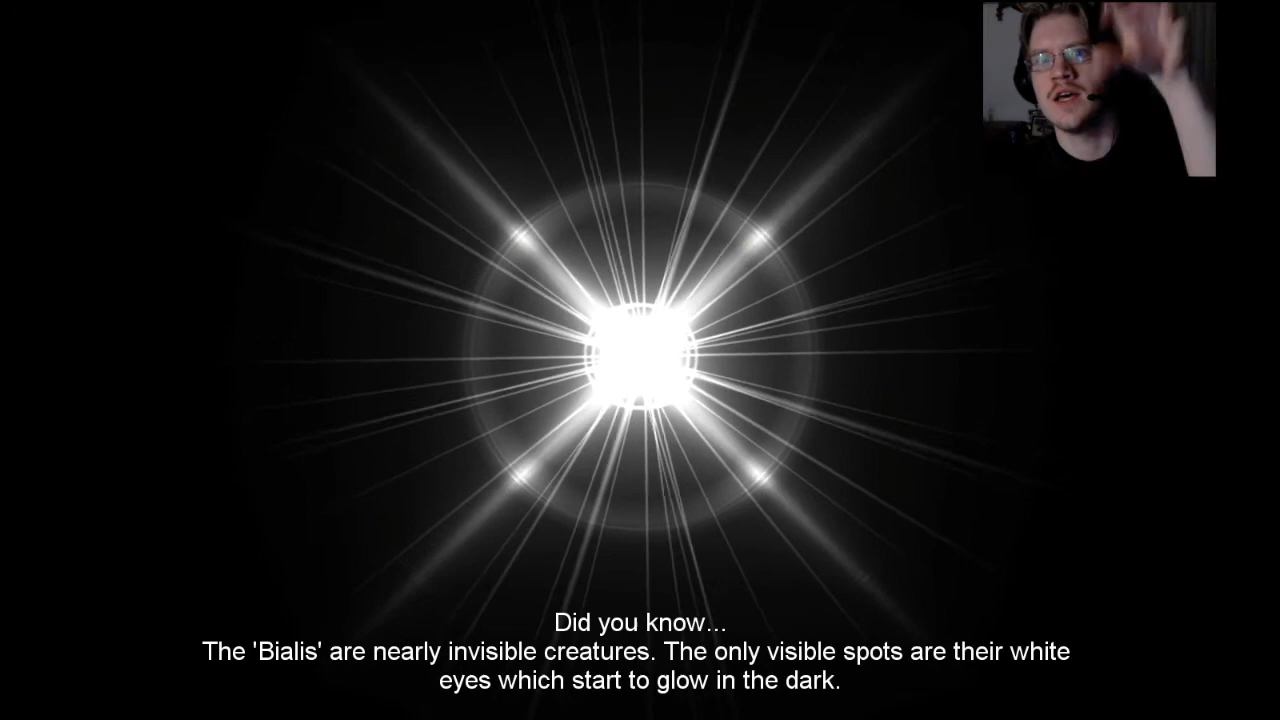 Did you know...
The 'Bialis' are nearly invisible creatures. The only visible spots are their white
eyes which start to glow in the dark.